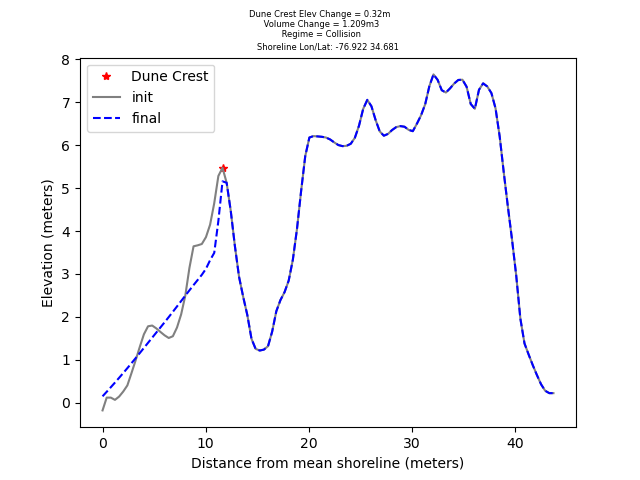 Dune Crest Elev Change = 0.32m
Volume Change = 1.209m3
Regime = Collision
Shoreline Lon/Lat: -76.922 34.681
Dune Crest
init
final
8
7
6
5
4
3
2
1
0
Elevation (meters)
0 10 20 30 40
Distance from mean shoreline (meters)